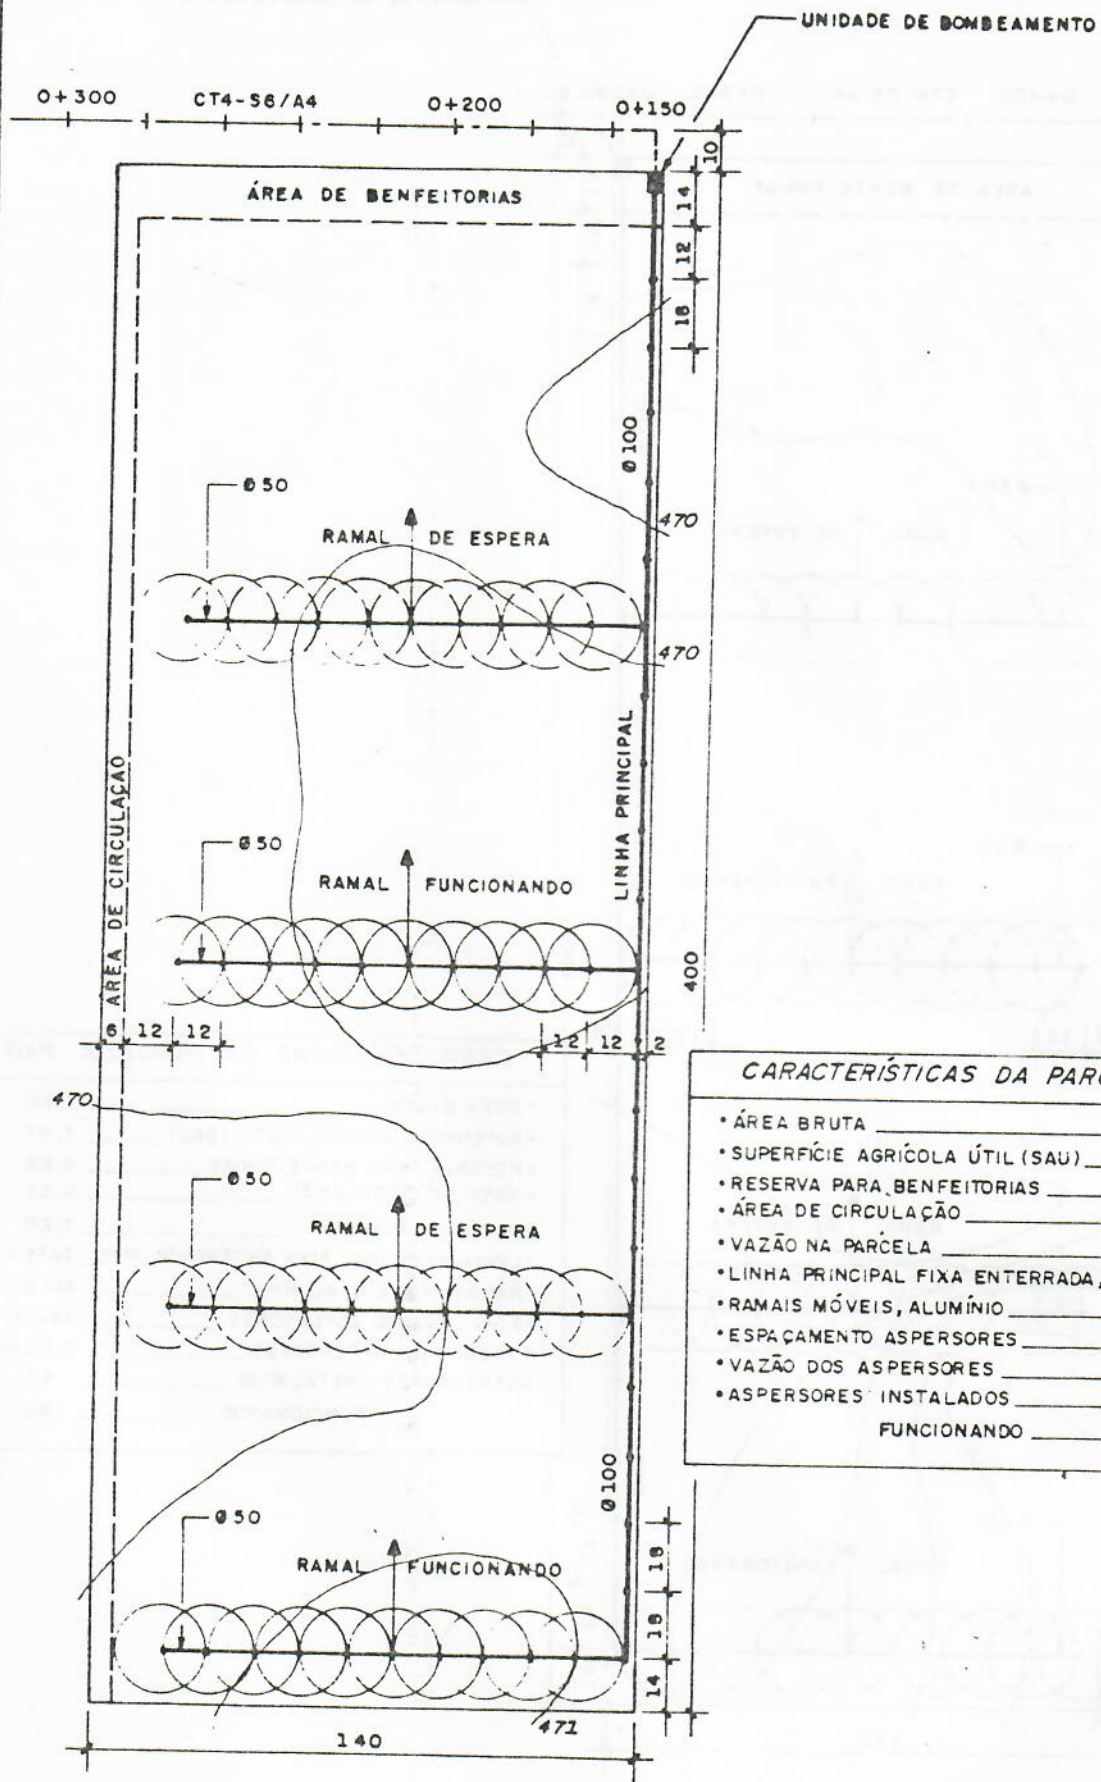 UNIDADE DE BOMBEAMENTO
0+300 CT4-S6/A4 0+200 0+150
10
ÁREA DE BENFEITORIAS
14
12
18
Ø100
Ø50
470
RAMAL DE ESPERA
470
LINHA PRINCIPAL
ÁREA DE CIRCULAÇÃO
Ø50
RAMAL FUNCIONANDO
400
6 12 12 12 12 2
470
CARACTERÍSTICAS DA PAR
• ÁREA BRUTA
• SUPERFÍCIE AGRÍCOLA ÚTIL (SAU)
• RESERVA PARA BENFEITORIAS
• ÁREA DE CIRCULAÇÃO
• VAZÃO NA PARCELA
• LINHA PRINCIPAL FIXA ENTERRADA,
• RAMAIS MÓVEIS, ALUMÍNIO
• ESPAÇAMENTO ASPERSORES
• VAZÃO DOS ASPERSORES
• ASPERSORES INSTALADOS
FUNCIONANDO
Ø50
RAMAL DE ESPERA
Ø100
Ø50
RAMAL FUNCIONANDO
18
18
14
471
140